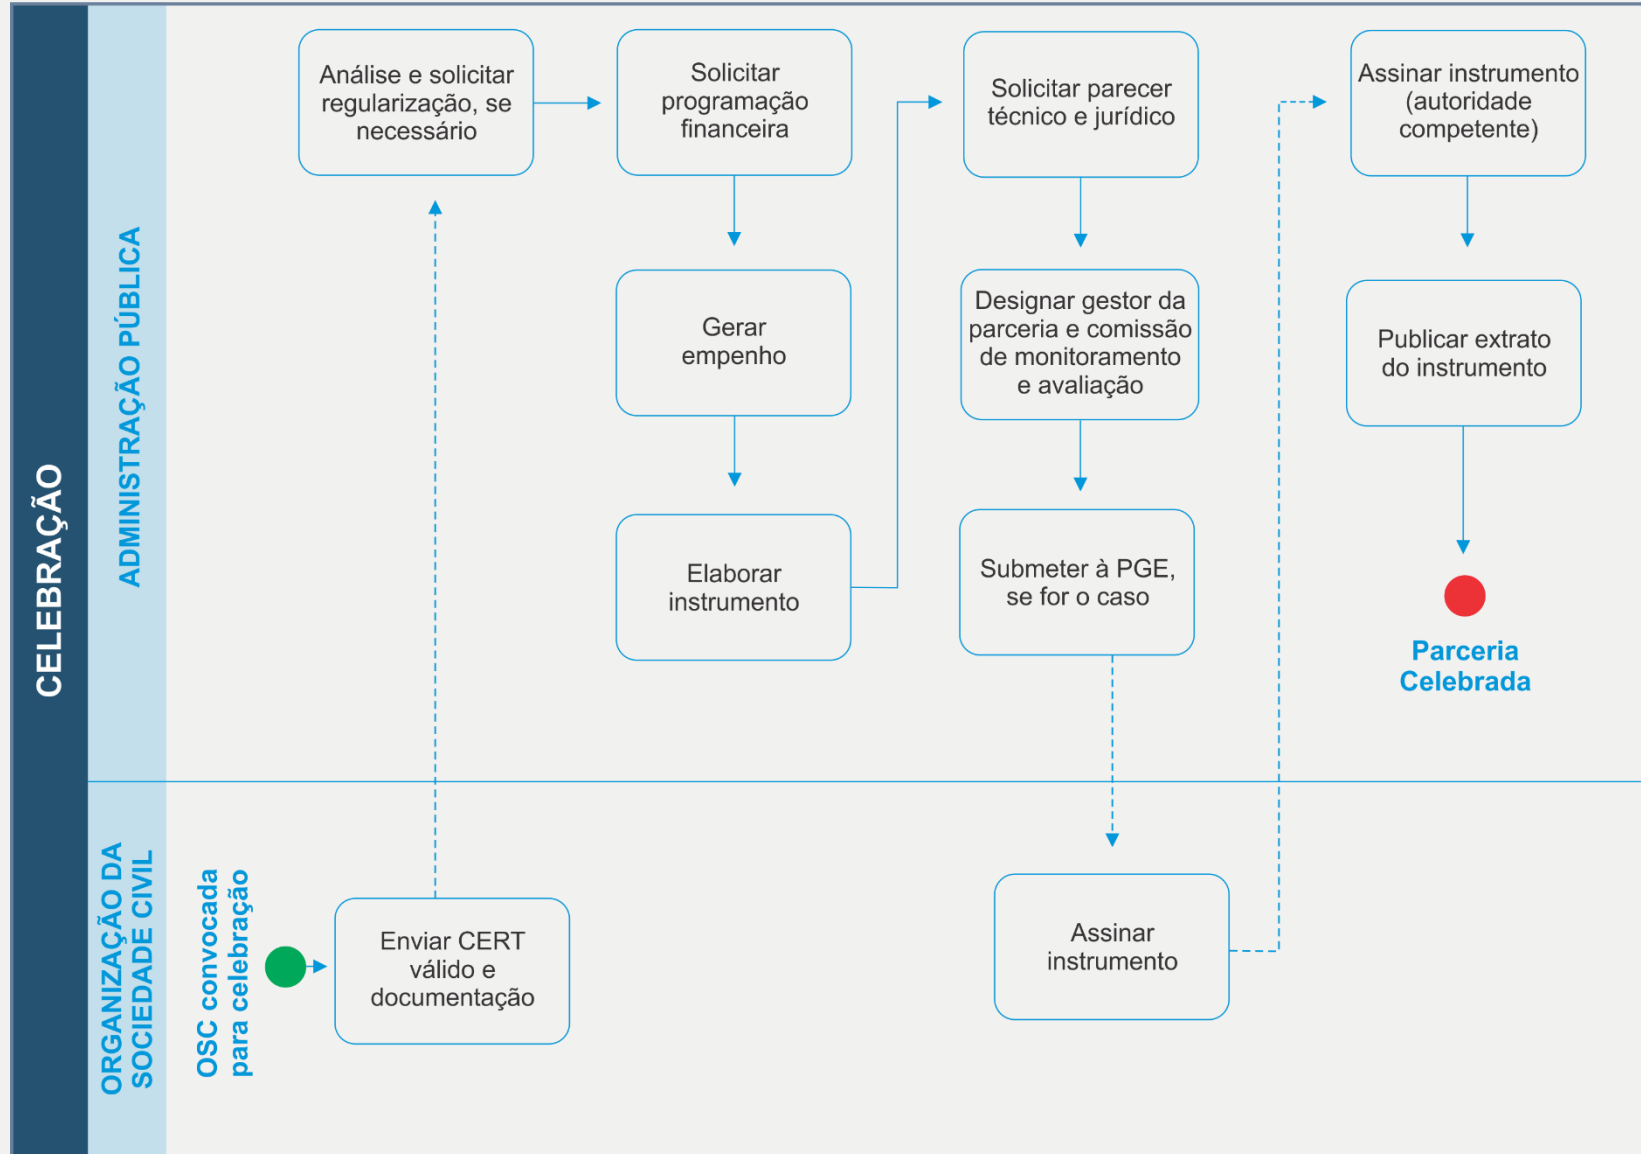 CELEBRAÇÃO
ADMINISTRAÇÃO PÚBLICA
Análise e solicitar
regularização, se
necessário
Solicitar
programação
financeira
Gerar
empenho
Elaborar
instrumento
Solicitar parecer
técnico e jurídico
Designar gestor da
parceria e comissão
de monitoramento
e avaliação
Submeter à PGE,
se for o caso
Assinar instrumento
(autoridade
competente)
Publicar extrato
do instrumento
Parceria
Celebrada
ORGANIZAÇÃO DA
SOCIEDADE CIVIL
OSC convocada
para celebração
Enviar CERT
válido e
documentação
Assinar
instrumento